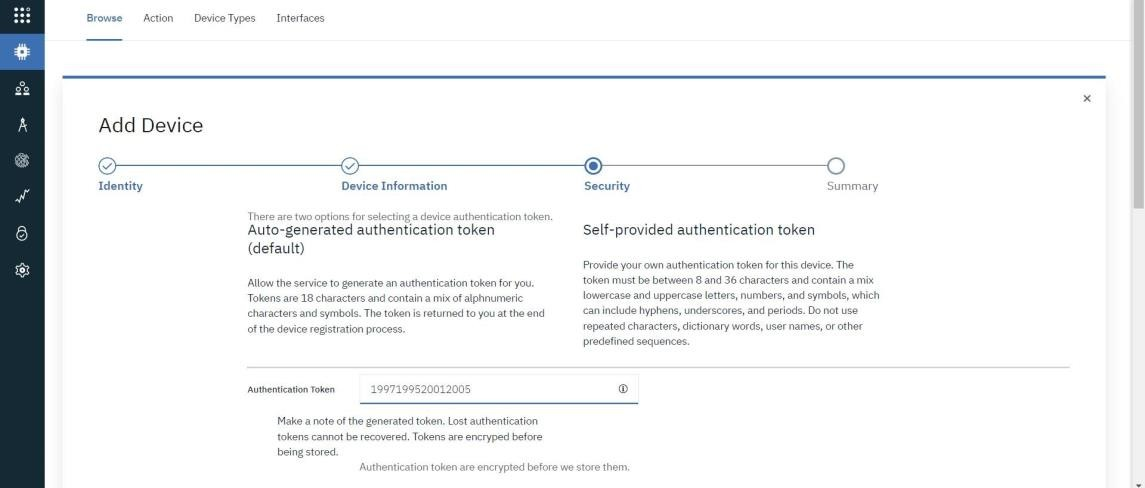 Browse Action Device Types Interfaces
×
Add Device
Identity Device Information Security Summary
There are two options for selecting a device authentication token.
Auto-generated authentication token
(default)
Allow the service to generate an authentication token for you.
Tokens are 18 characters and contain a mix of alphnumeric
characters and symbols. The token is returned to you at the end
of the device registration process.
Self-provided authentication token
Provide your own authentication token for this device. The
token must be between 8 and 36 characters and contain a mix
lowercase and uppercase letters, numbers, and symbols, which
can include hyphens, underscores, and periods. Do not use
repeated characters, dictionary words, user names, or other
predefined sequences.
Authentication Token 1997199520012005
Make a note of the generated token. Lost authentication
tokens cannot be recovered. Tokens are encryped before
being stored.
Authentication token are encrypted before we store them.